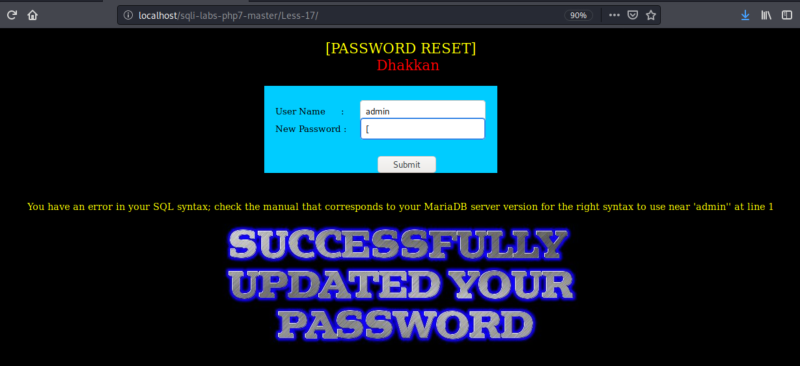 localhost/sqli-labs-php7-master/Less-17/
90%
[PASSWORD RESET]
Dhakkan
User Name : admin
New Password : [
Submit
You have an error in your SQL syntax; check the manual that corresponds to your MariaDB server version for the right syntax to use near 'admin'' at line 1
SUCCESSFULLY
UPDATED YOUR
PASSWORD